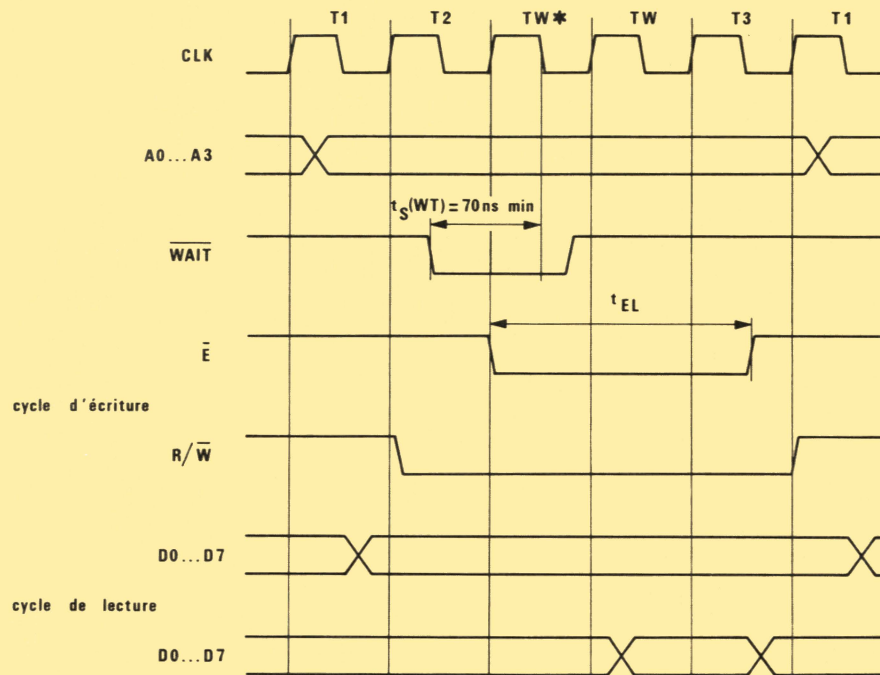 T1 T2 TW* TW T3 T1
CLK
A0...A3
tS(WT) = 70ns min
WAIT
tEL
E
cycle d'écriture
R/W
D0...D7
cycle de lecture
D0...D7